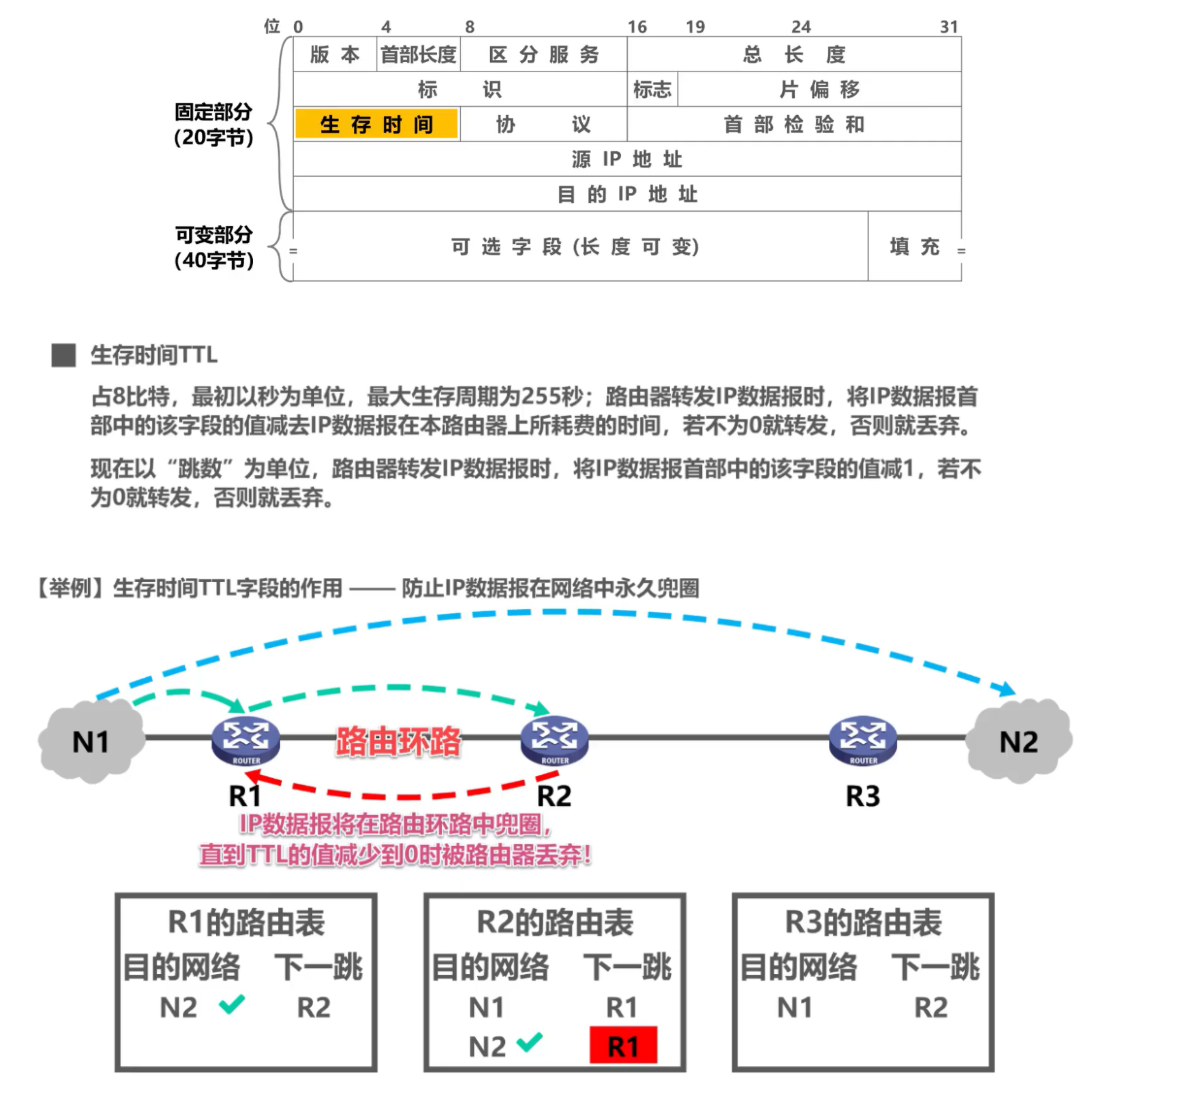 位 0 4 8 16 19 24 31
版 本 首部长度 区 分 服 务 总 长 度
标 识 标志 片 偏 移
固定部分
(20字节)
生 存 时 间 协 议 首 部 检 验 和
源 IP 地 址
目 的 IP 地 址
可变部分
(40字节)
可 选 字 段 (长 度 可 变) 填 充
生存时间TTL
占8比特，最初以秒为单位，最大生存周期为255秒；路由器转发IP数据报时，将IP数据报首
部中的该字段的值减去IP数据报在本路由器上所耗费的时间，若不为0就转发，否则就丢弃。
现在以“跳数”为单位，路由器转发IP数据报时，将IP数据报首部中的该字段的值减1，若不
为0就转发，否则就丢弃。
【举例】生存时间TTL字段的作用 —— 防止IP数据报在网络中永久兜圈
N1 路由环路 N2
ROUTER ROUTER ROUTER
R1 R2 R3
IP数据报将在路由环路中兜圈，
直到TTL的值减少到0时被路由器丢弃！
R1的路由表
目的网络 下一跳
N2 R2
R2的路由表
目的网络 下一跳
N1 R1
N2 R1
R3的路由表
目的网络 下一跳
N1 R2